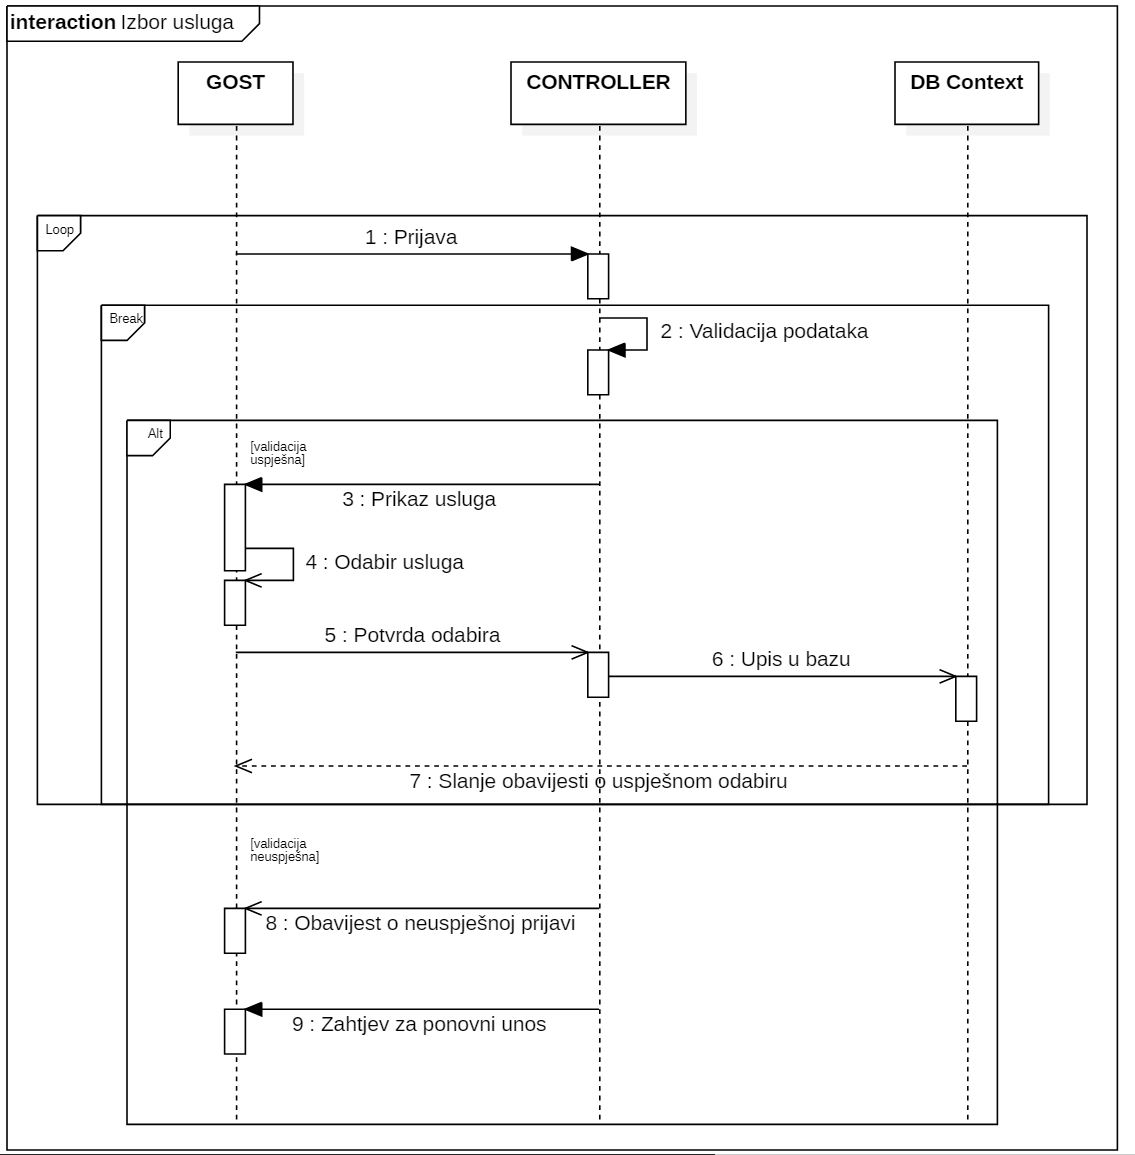 interaction Izbor usluga
GOST
CONTROLLER
DB Context
Loop
1 : Prijava
Break
2 : Validacija podataka
Alt
[validacija
uspješna]
3 : Prikaz usluga
4 : Odabir usluga
5 : Potvrda odabira
6 : Upis u bazu
7 : Slanje obavijesti o uspješnom odabiru
[validacija
neuspješna]
8 : Obavijest o neuspješnoj prijavi
9 : Zahtjev za ponovni unos